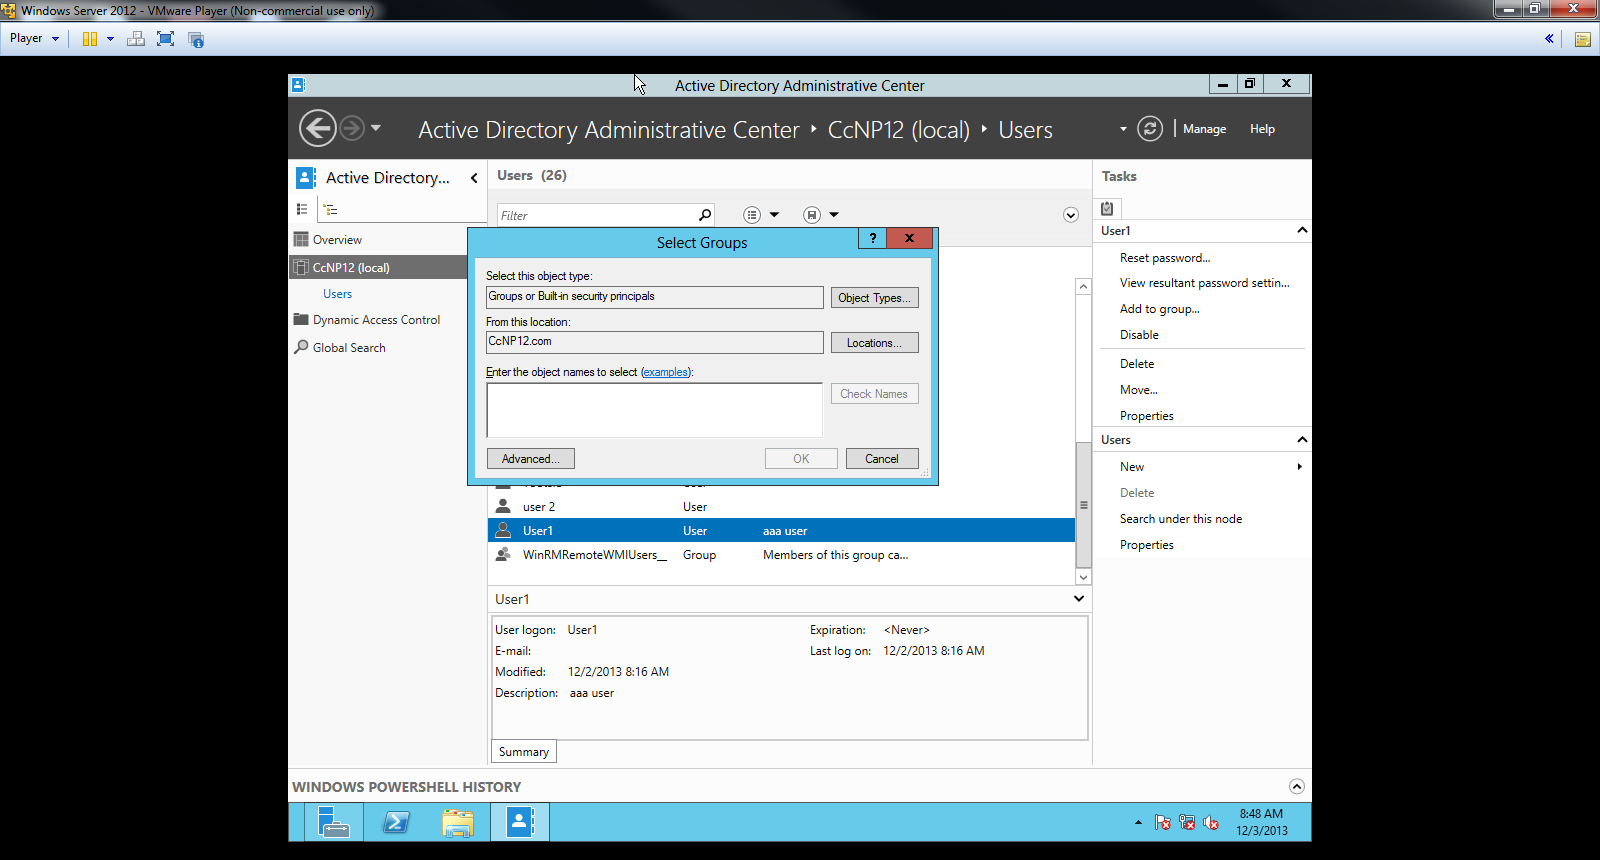 Windows Server 2012 - VMware Player (Non-commercial use only)
Player
Active Directory Administrative Center
Active Directory Administrative Center CcNP12 (local) Users
Manage Help
Active Directory...
Overview
CcNP12 (local)
Users
Dynamic Access Control
Global Search
Users (26)
Filter
Select Groups
Select this object type:
Groups or Built-in security principals
Object Types...
From this location:
CcNP12.com
Locations...
Enter the object names to select (examples):
Check Names
Advanced...
OK
Cancel
user 2 User
User1 User aaa user
WinRMRemoteWMIUsers__ Group Members of this group ca...
User1
User logon: User1
E-mail:
Modified: 12/2/2013 8:16 AM
Description: aaa user
Expiration: <Never>
Last log on: 12/2/2013 8:16 AM
Summary
Tasks
User1
Reset password...
View resultant password settin...
Add to group...
Disable
Delete
Move...
Properties
Users
New
Delete
Search under this node
Properties
WINDOWS POWERSHELL HISTORY
8:48 AM
12/3/2013